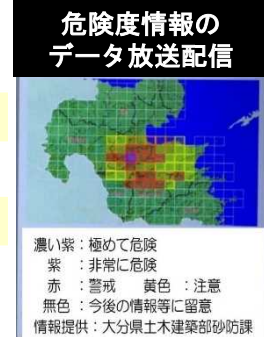 危険度情報の
データ放送配信
濃い紫：極めて危険
紫　：非常に危険
赤　：警戒　黄色　：注意
無色：今後の情報等に留意
情報提供：大分県土木建築部砂防課